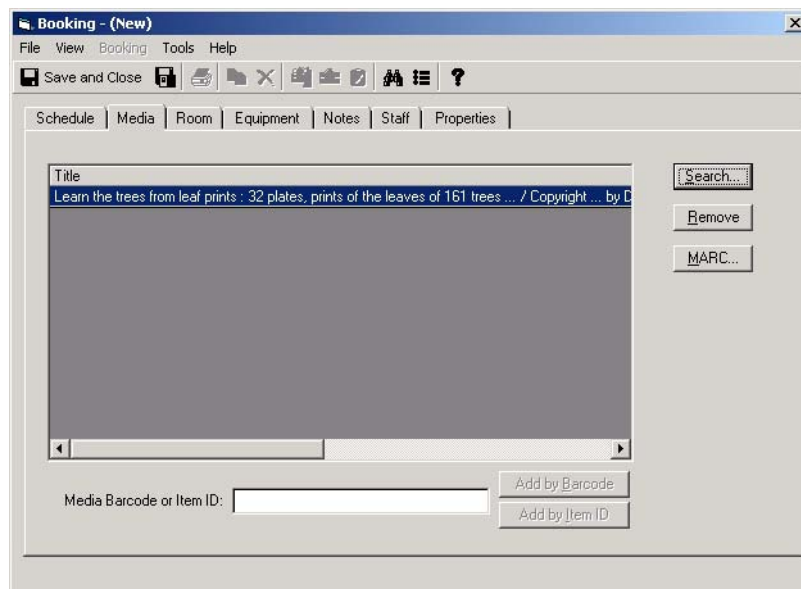 Booking - (New)
File View Booking Tools Help
Save and Close
Schedule Media Room Equipment Notes Staff Properties
Title
Learn the trees from leaf prints : 32 plates, prints of the leaves of 161 trees ... / Copyright ... by D
Search...
Remove
MARC...
Media Barcode or Item ID:
Add by Barcode
Add by Item ID